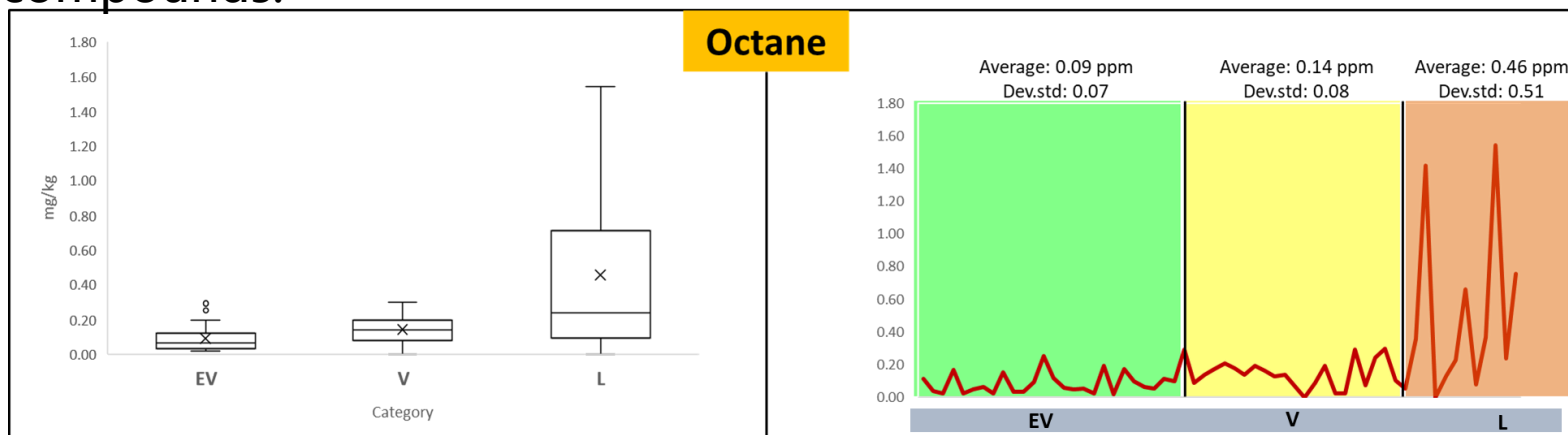 compounds.
Octane
1.80
1.60
1.40
1.20
1.00
0.80
0.60
0.40
0.20
0.00
mg/kg
EV V L
Category
Average: 0.09 ppm
Dev.std: 0.07
Average: 0.14 ppm
Dev.std: 0.08
Average: 0.46 ppm
Dev.std: 0.51
1.80
1.60
1.40
1.20
1.00
0.80
0.60
0.40
0.20
0.00
EV V L